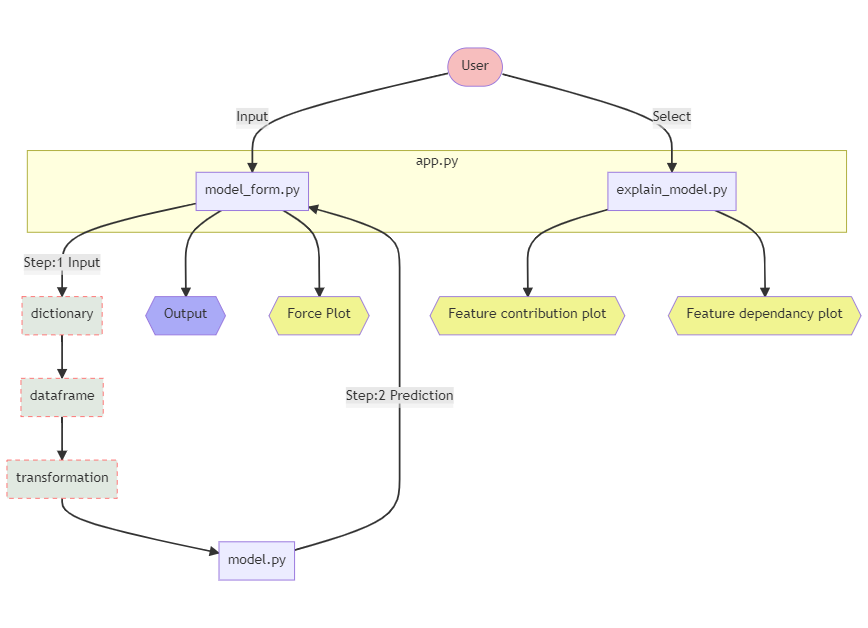 User
Input
Select
app.py
model_form.py
explain_model.py
Step:1 Input
dictionary
Output
Force Plot
Feature contribution plot
Feature dependancy plot
dataframe
Step:2 Prediction
transformation
model.py